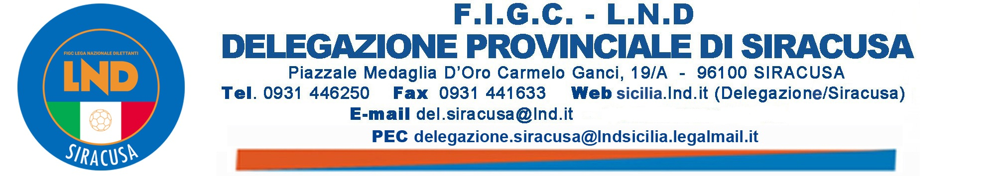 FIGC LEGA NAZIONALE DILETTANTI
LND
SIRACUSA
F.I.G.C. - L.N.D
DELEGAZIONE PROVINCIALE DI SIRACUSA
Piazzale Medaglia D'Oro Carmelo Ganci, 19/A - 96100 SIRACUSA
Tel. 0931 446250 Fax 0931 441633 Web sicilia.lnd.it (Delegazione/Siracusa)
E-mail del.siracusa@lnd.it
PEC delegazione.siracusa@lndsicilia.legalmail.it